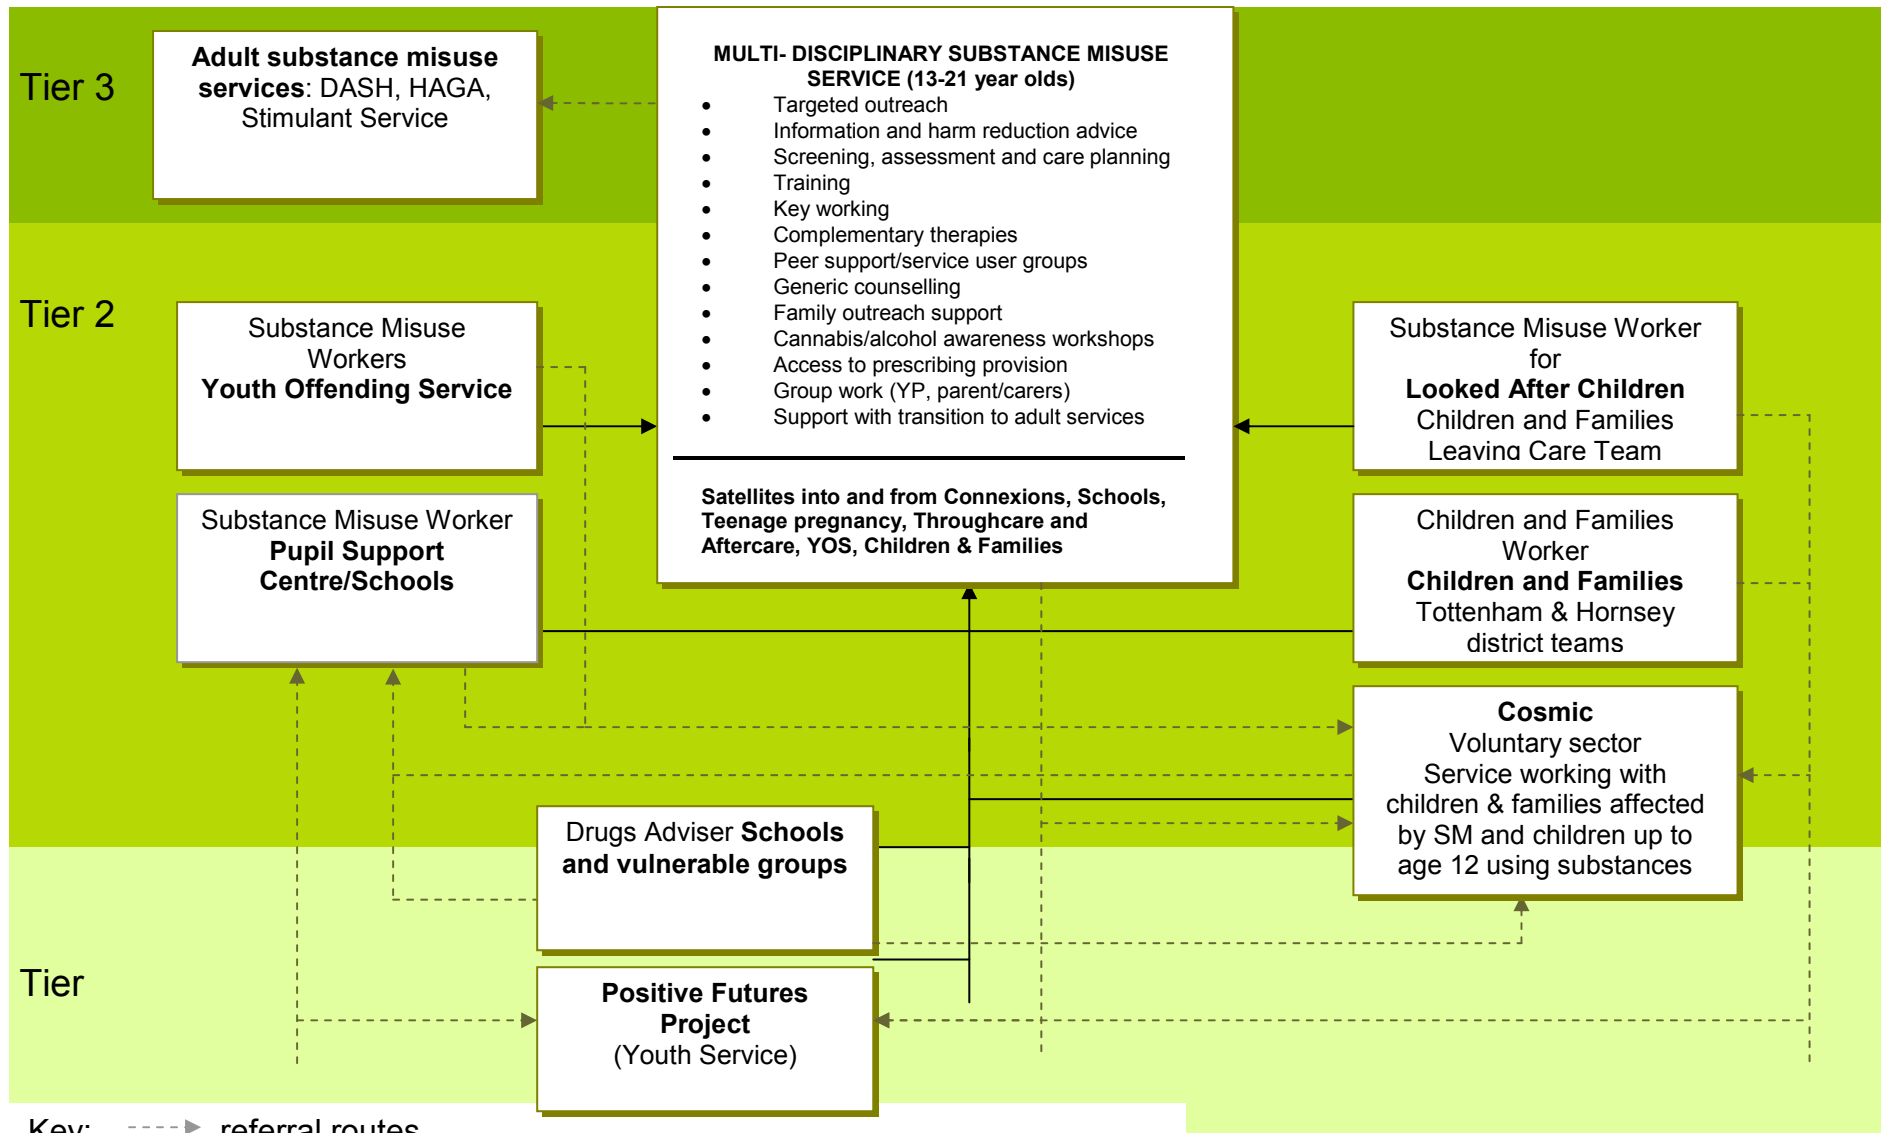 Tier 3
Adult substance misuse
services: DASH, HAGA,
Stimulant Service
MULTI- DISCIPLINARY SUBSTANCE MISUSE
SERVICE (13-21 year olds)
• Targeted outreach
• Information and harm reduction advice
• Screening, assessment and care planning
• Training
• Key working
• Complementary therapies
• Peer support/service user groups
• Generic counselling
• Family outreach support
• Cannabis/alcohol awareness workshops
• Access to prescribing provision
• Group work (YP, parent/carers)
• Support with transition to adult services
Satellites into and from Connexions, Schools,
Teenage pregnancy, Throughcare and
Aftercare, YOS, Children & Families
Tier 2
Substance Misuse
Workers
Youth Offending Service
Substance Misuse Worker
for
Looked After Children
Children and Families
Leaving Care Team
Substance Misuse Worker
Pupil Support
Centre/Schools
Children and Families
Worker
Children and Families
Tottenham & Hornsey
district teams
Cosmic
Voluntary sector
Service working with
children & families affected
by SM and children up to
age 12 using substances
Drugs Adviser Schools
and vulnerable groups
Tier
Positive Futures
Project
(Youth Service)
Key: referral routes